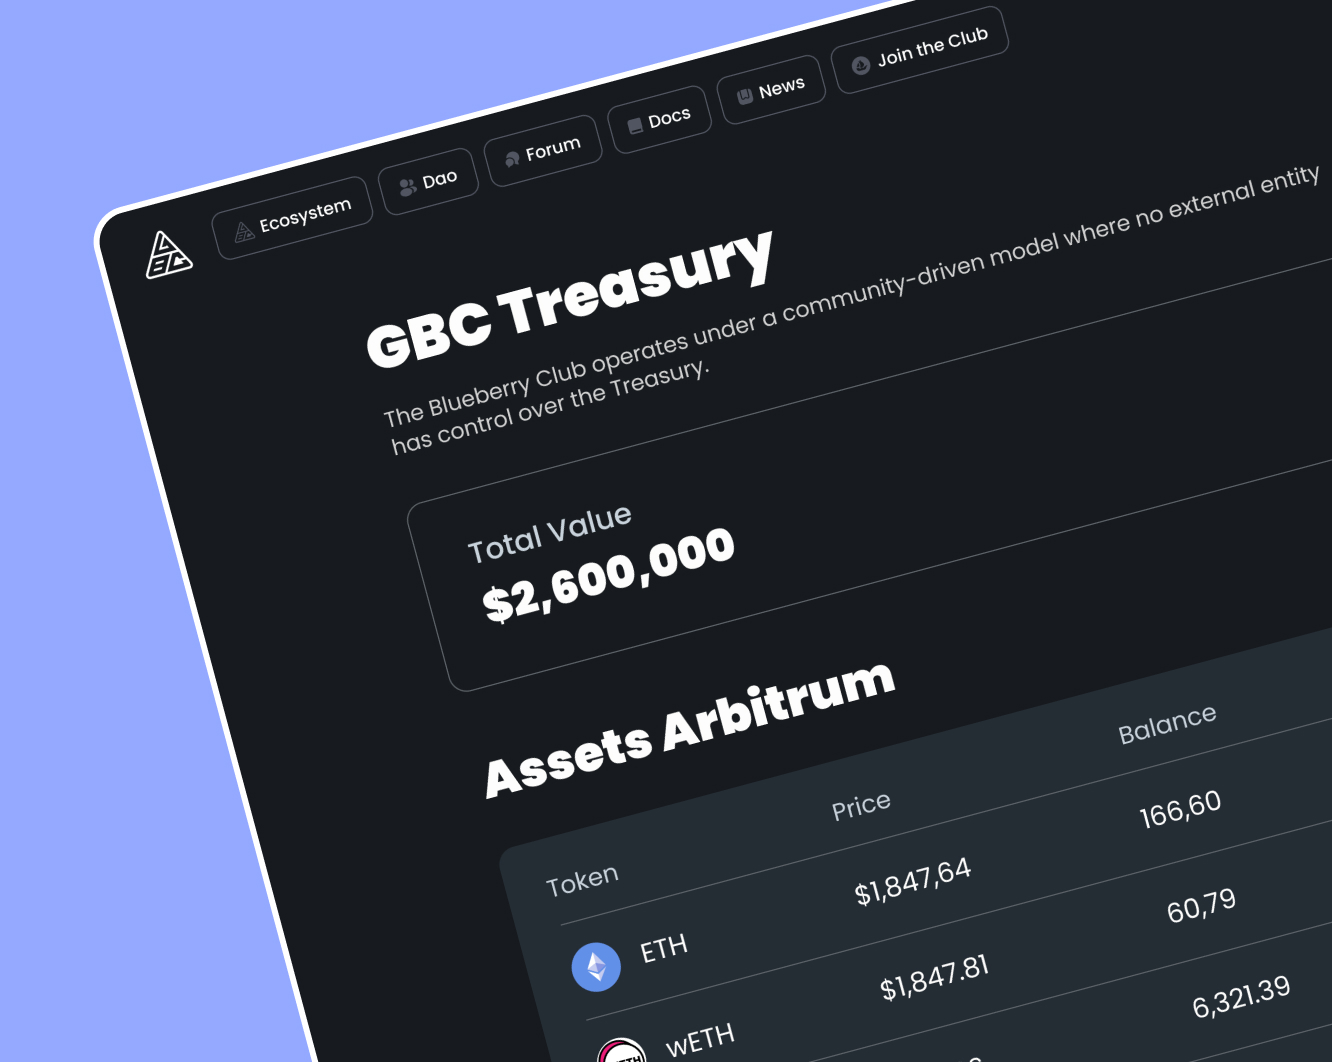 Ecosystem Dao Forum Docs News Join the Club
GBC Treasury
The Blueberry Club operates under a community-driven model where no external entity
has control over the Treasury.
Total Value
$2,600,000
Assets Arbitrum
Token Price Balance
ETH $1,847,64 166,60
wETH $1,847.81 60,79
6,321.39